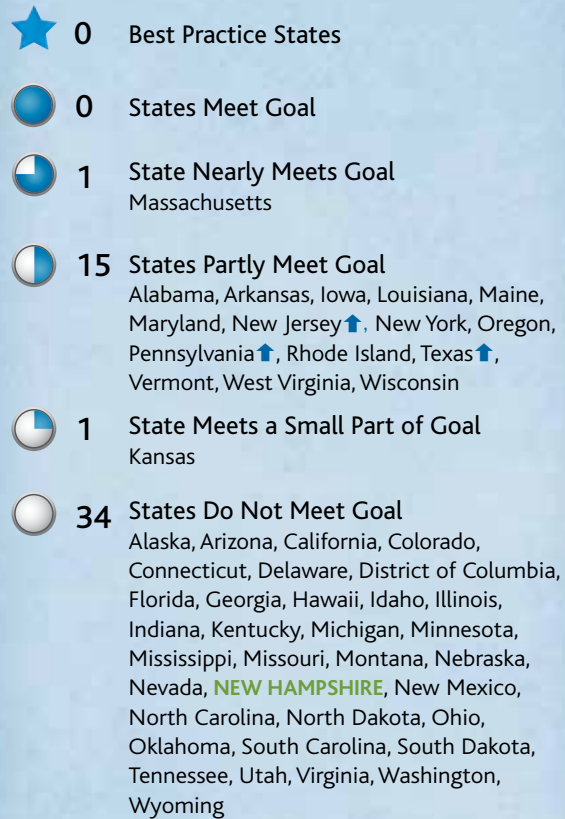 0 Best Practice States
0 States Meet Goal
1 State Nearly Meets Goal
Massachusetts
15 States Partly Meet Goal
Alabama, Arkansas, Iowa, Louisiana, Maine,
Maryland, New Jersey⬆, New York, Oregon,
Pennsylvania⬆, Rhode Island, Texas⬆,
Vermont, West Virginia, Wisconsin
1 State Meets a Small Part of Goal
Kansas
34 States Do Not Meet Goal
Alaska, Arizona, California, Colorado,
Connecticut, Delaware, District of Columbia,
Florida, Georgia, Hawaii, Idaho, Illinois,
Indiana, Kentucky, Michigan, Minnesota,
Mississippi, Missouri, Montana, Nebraska,
Nevada, NEW HAMPSHIRE, New Mexico,
North Carolina, North Dakota, Ohio,
Oklahoma, South Carolina, South Dakota,
Tennessee, Utah, Virginia, Washington,
Wyoming